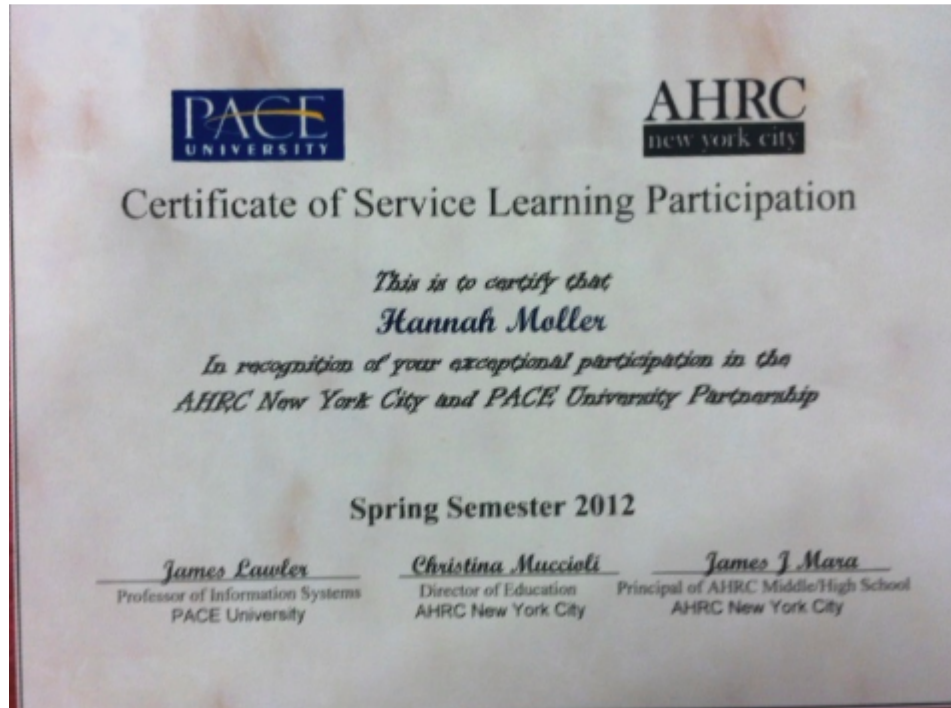 PACE
UNIVERSITY
AHRC
new york city
Certificate of Service Learning Participation
This is to certify that
Hannah Moller
In recognition of your exceptional participation in the
AHRC New York City and PACE University Partnership
Spring Semester 2012
James Lawler
Professor of Information Systems
PACE University
Christina Muccioli
Director of Education
AHRC New York City
James J Mara
Principal of AHRC Middle/High School
AHRC New York City